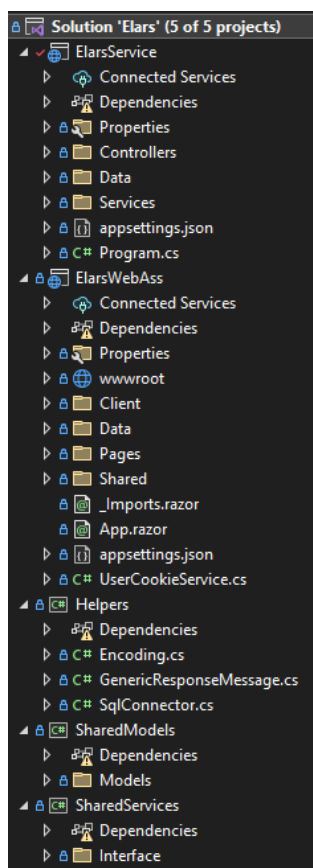 Solution 'Elars' (5 of 5 projects)
ElarsService
Connected Services
Dependencies
Properties
Controllers
Data
Services
appsettings.json
C# Program.cs
ElarsWebAss
Connected Services
Dependencies
Properties
wwwroot
Client
Data
Pages
Shared
_Imports.razor
App.razor
appsettings.json
C# UserCookieService.cs
C# Helpers
Dependencies
C# Encoding.cs
C# GenericResponseMessage.cs
C# SqlConnector.cs
C# SharedModels
Dependencies
Models
C# SharedServices
Dependencies
Interface